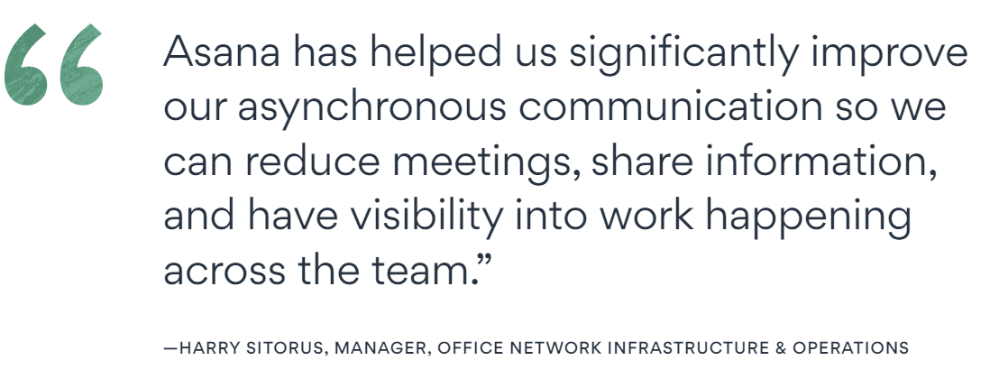 “
Asana has helped us significantly improve
our asynchronous communication so we
can reduce meetings, share information,
and have visibility into work happening
across the team.”
—HARRY SITORUS, MANAGER, OFFICE NETWORK INFRASTRUCTURE & OPERATIONS